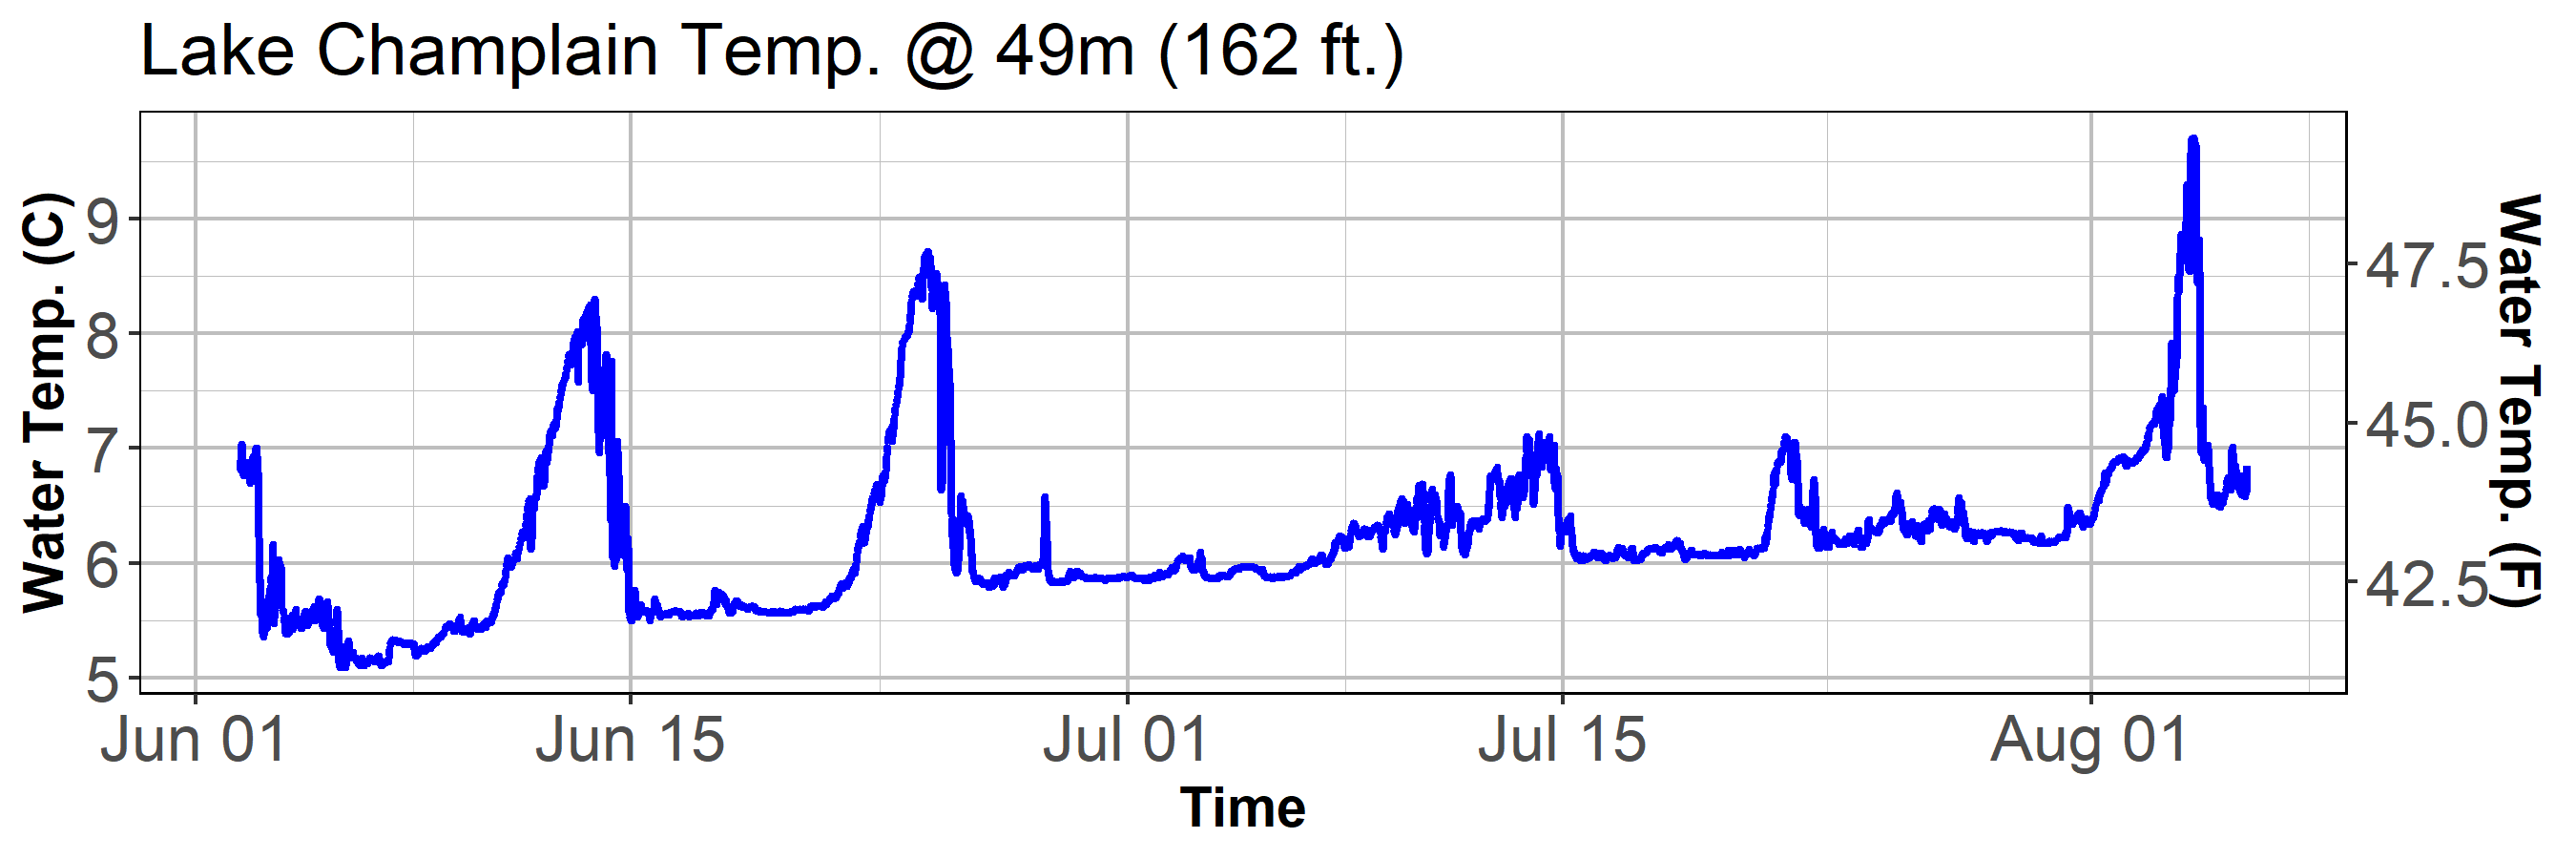 Lake Champlain Temp. @ 49m (162 ft.)
Water Temp. (C)
9
8
7
6
5
47.5
45.0
42.5
Water Temp. (F)
Jun 01 Jun 15 Jul 01 Jul 15 Aug 01
Time